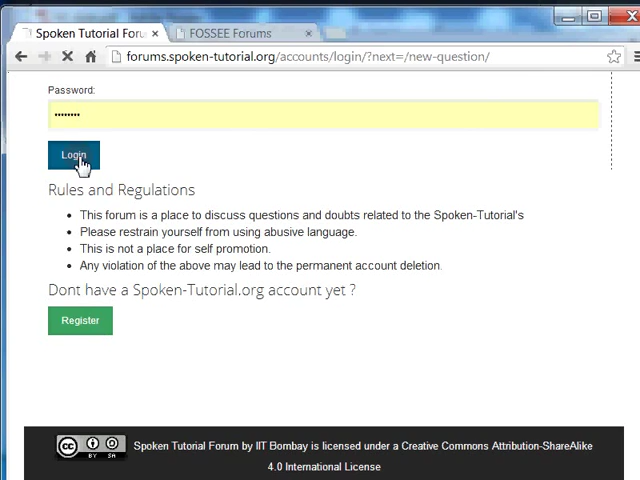 Spoken Tutorial Foru
FOSSEE Forums
forums.spoken-tutorial.org/accounts/login/?next=/new-question/
Password:
••••••••
Login
Rules and Regulations
• This forum is a place to discuss questions and doubts related to the Spoken-Tutorial's
• Please restrain yourself from using abusive language.
• This is not a place for self promotion.
• Any violation of the above may lead to the permanent account deletion.
Dont have a Spoken-Tutorial.org account yet ?
Register
cc BY SA
Spoken Tutorial Forum by IIT Bombay is licensed under a Creative Commons Attribution-ShareAlike
4.0 International License